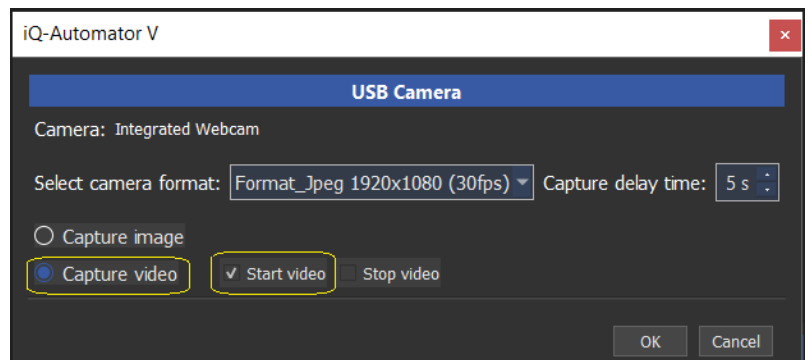 iQ-Automator V
USB Camera
Camera: Integrated Webcam
Select camera format: Format_Jpeg 1920x1080 (30fps) Capture delay time: 5 s
Capture image
Capture video Start video Stop video
OK Cancel